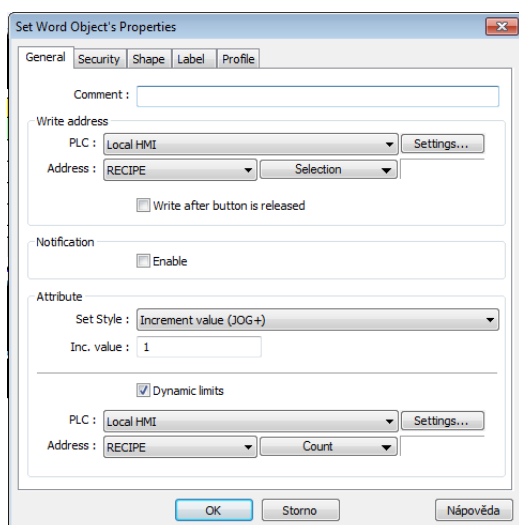 Set Word Object's Properties
General Security Shape Label Profile
Comment :
Write address
PLC : Local HMI Settings...
Address : RECIPE Selection
Write after button is released
Notification
Enable
Attribute
Set Style : Increment value (JOG+)
Inc. value : 1
Dynamic limits
PLC : Local HMI Settings...
Address : RECIPE Count
OK Storno Nápověda